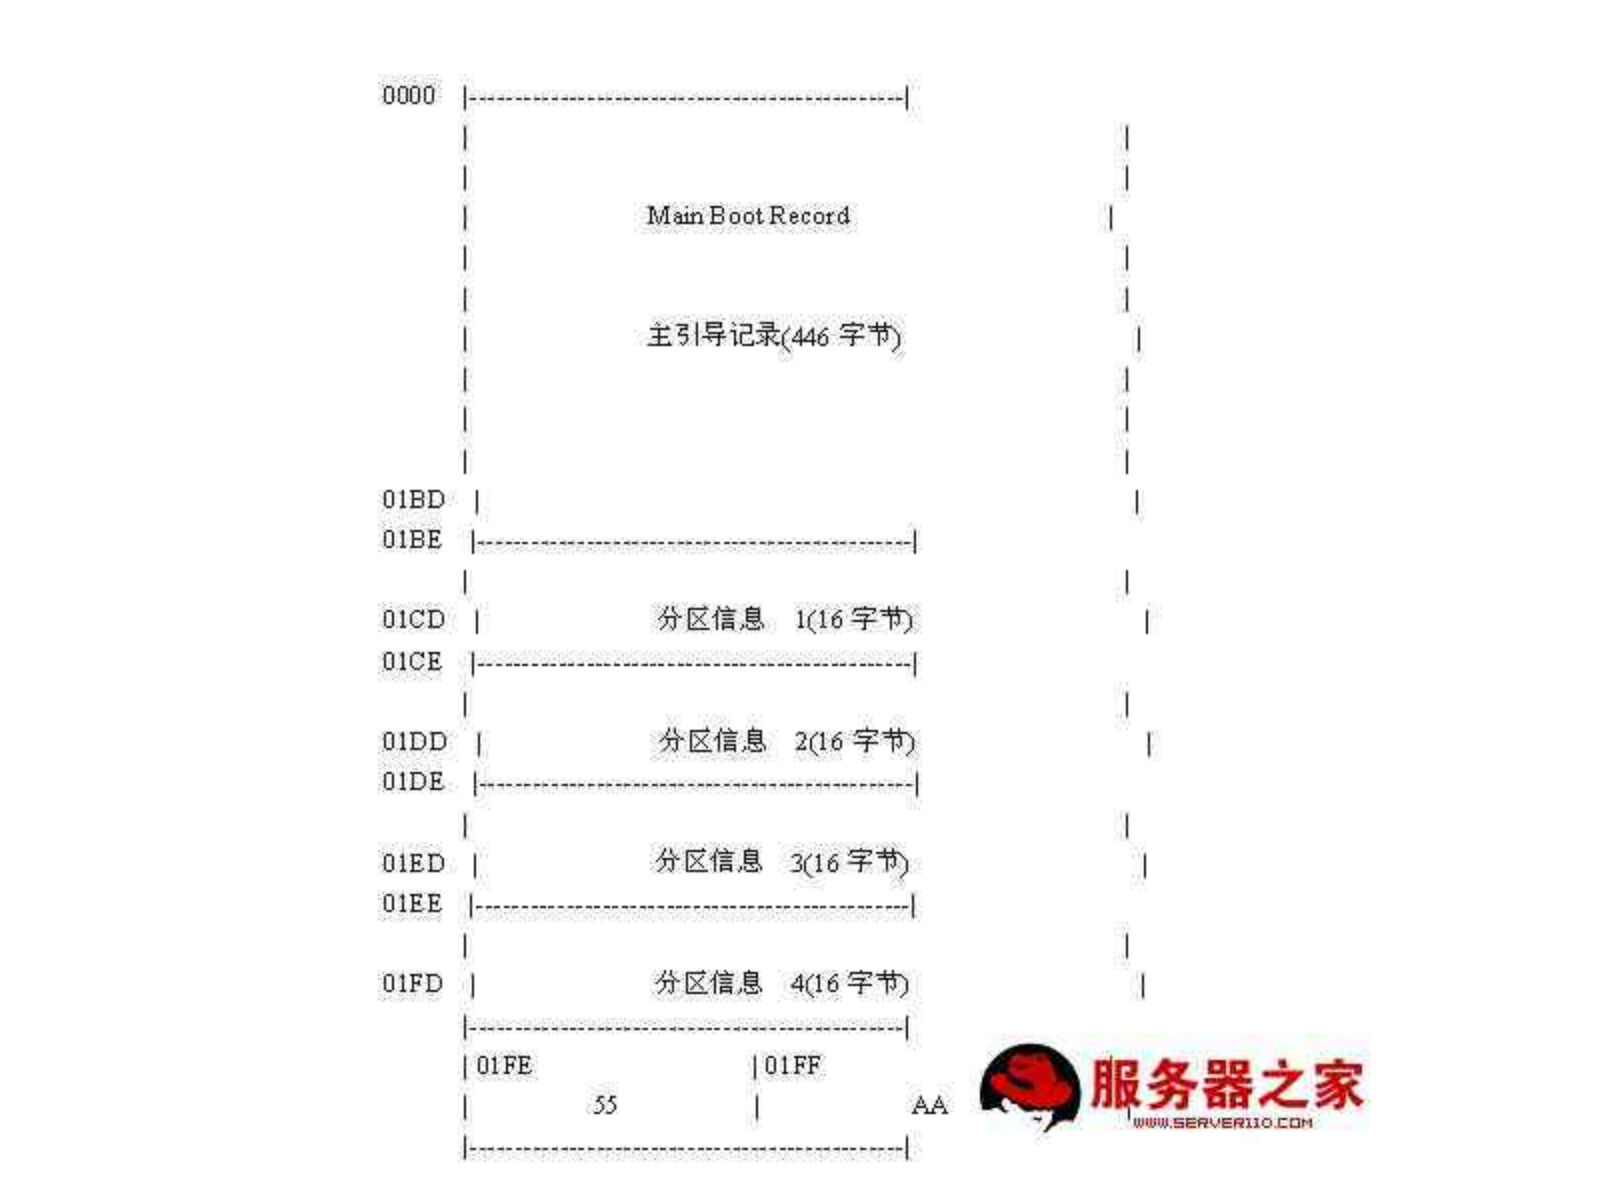 0000
Main Boot Record
主引导记录(446 字节)
01BD
01BE
01CD 分区信息 1(16 字节)
01CE
01DD 分区信息 2(16 字节)
01DE
01ED 分区信息 3(16 字节)
01EE
01FD 分区信息 4(16 字节)
01FE 01FF
55 AA
服务器之家
WWW.SERVER110.COM